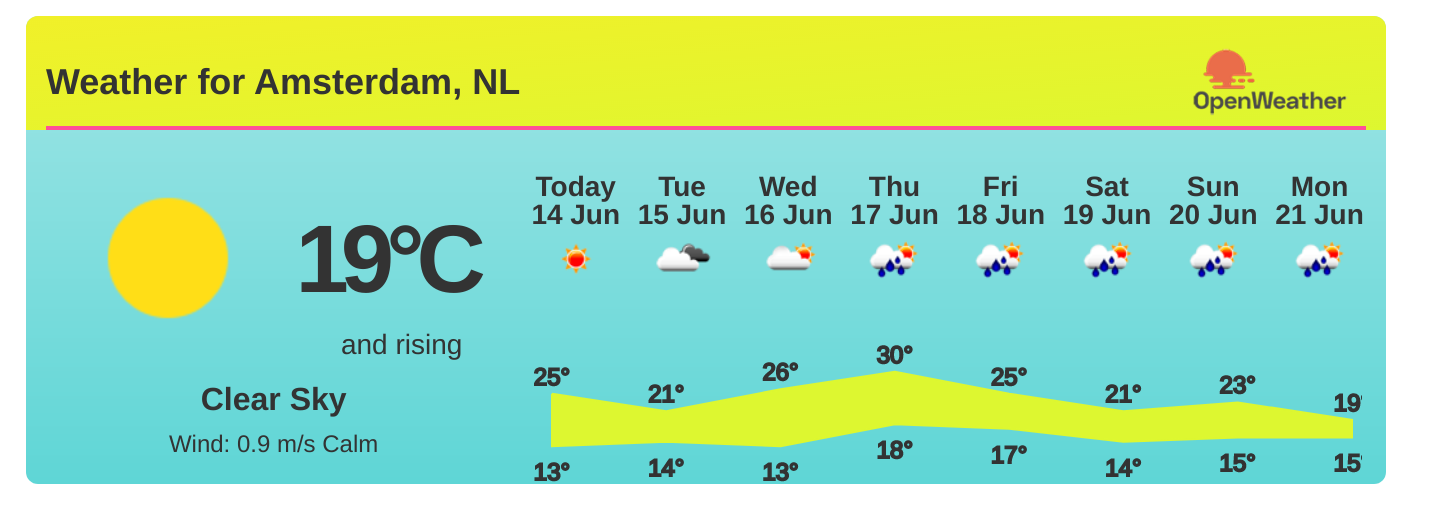 Weather for Amsterdam, NL
OpenWeather
19°C
and rising
Clear Sky
Wind: 0.9 m/s Calm
Today Tue Wed Thu Fri Sat Sun Mon
14 Jun 15 Jun 16 Jun 17 Jun 18 Jun 19 Jun 20 Jun 21 Jun
25° 21° 26° 30° 25° 21° 23° 19°
13° 14° 13° 18° 17° 14° 15° 15°